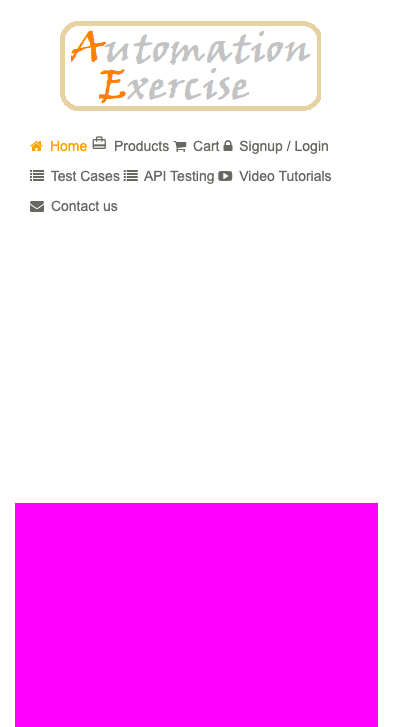 Automation
Exercise
Home Products Cart Signup / Login
Test Cases API Testing Video Tutorials
Contact us